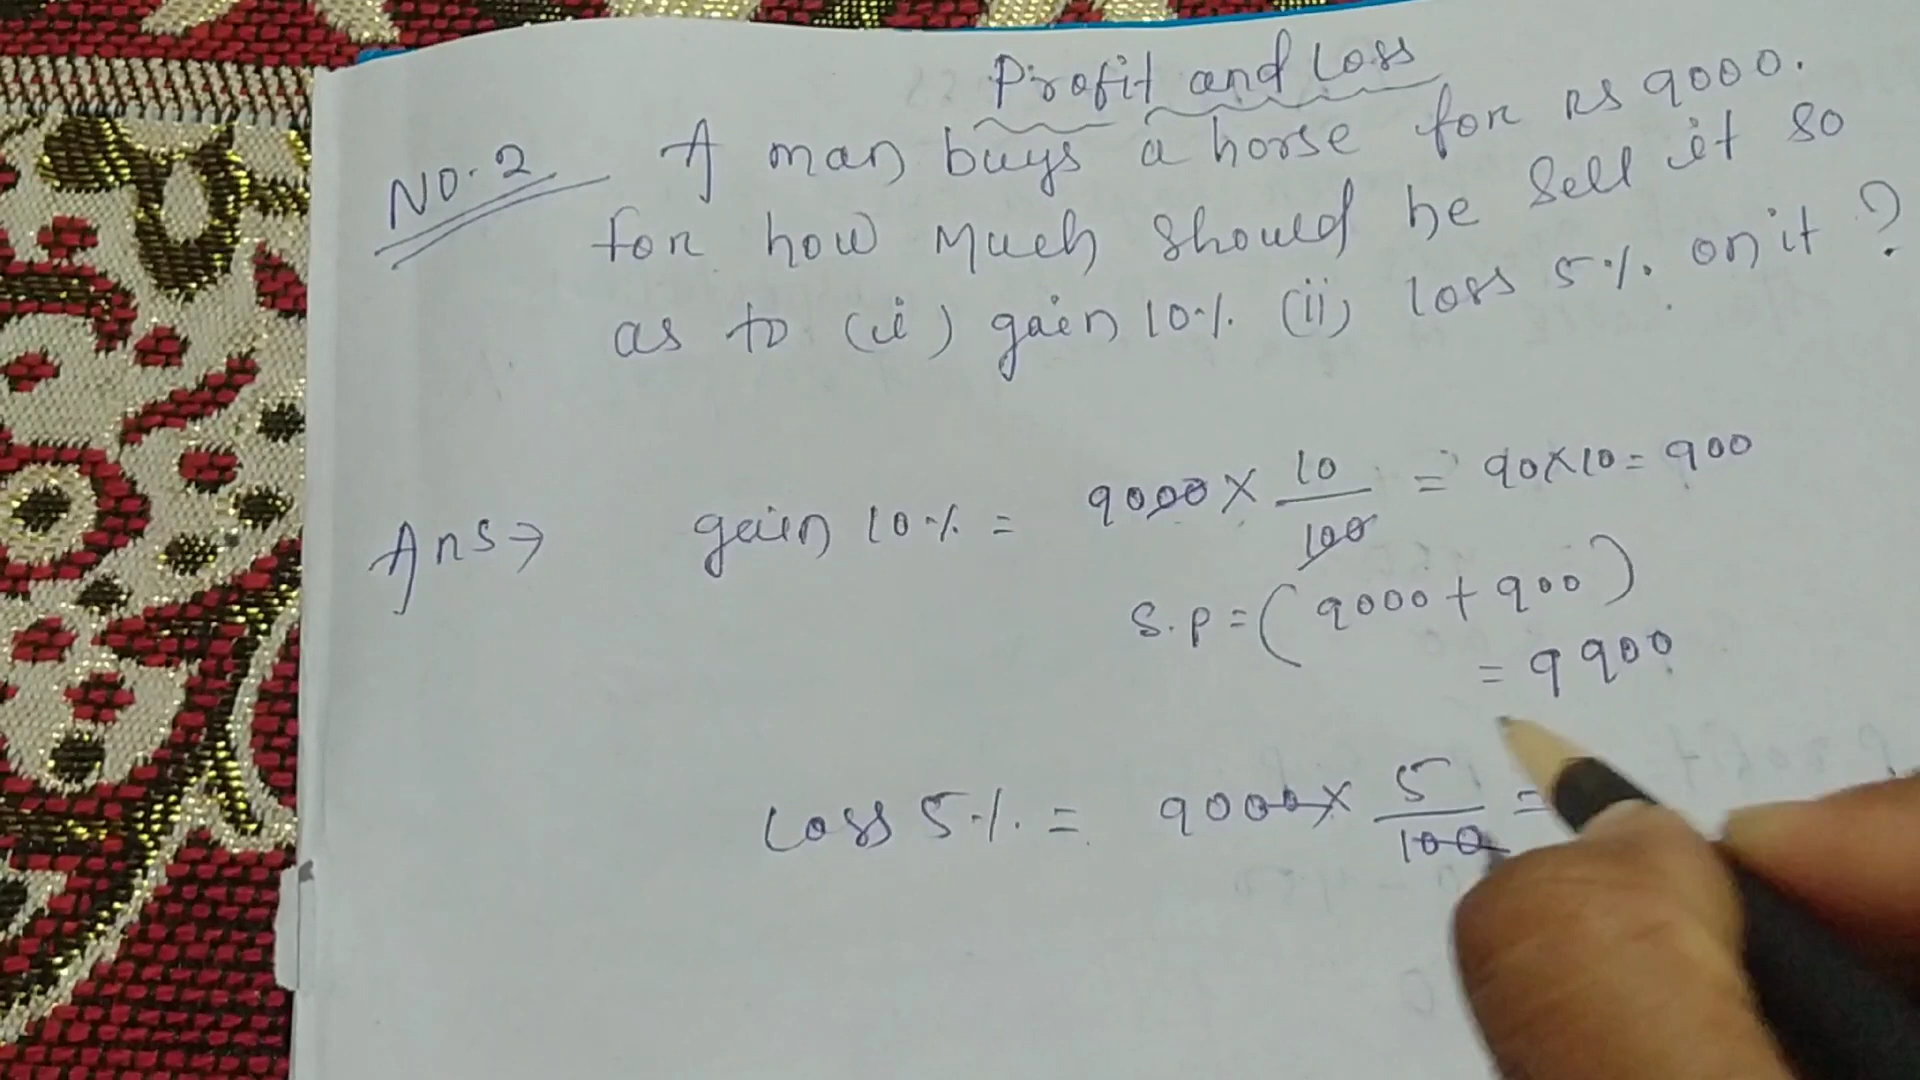 Profit and Loss
NO. 2 A man buys a horse for Rs 9000.
for how much should he sell it so
as to (i) gain 10% (ii) loss 5% on it ?
Ans → gain 10% = 9000 × 10/100 = 90×10 = 900
S.P = (9000 + 900)
= 9900
Loss 5% = 9000 × 5/100 =